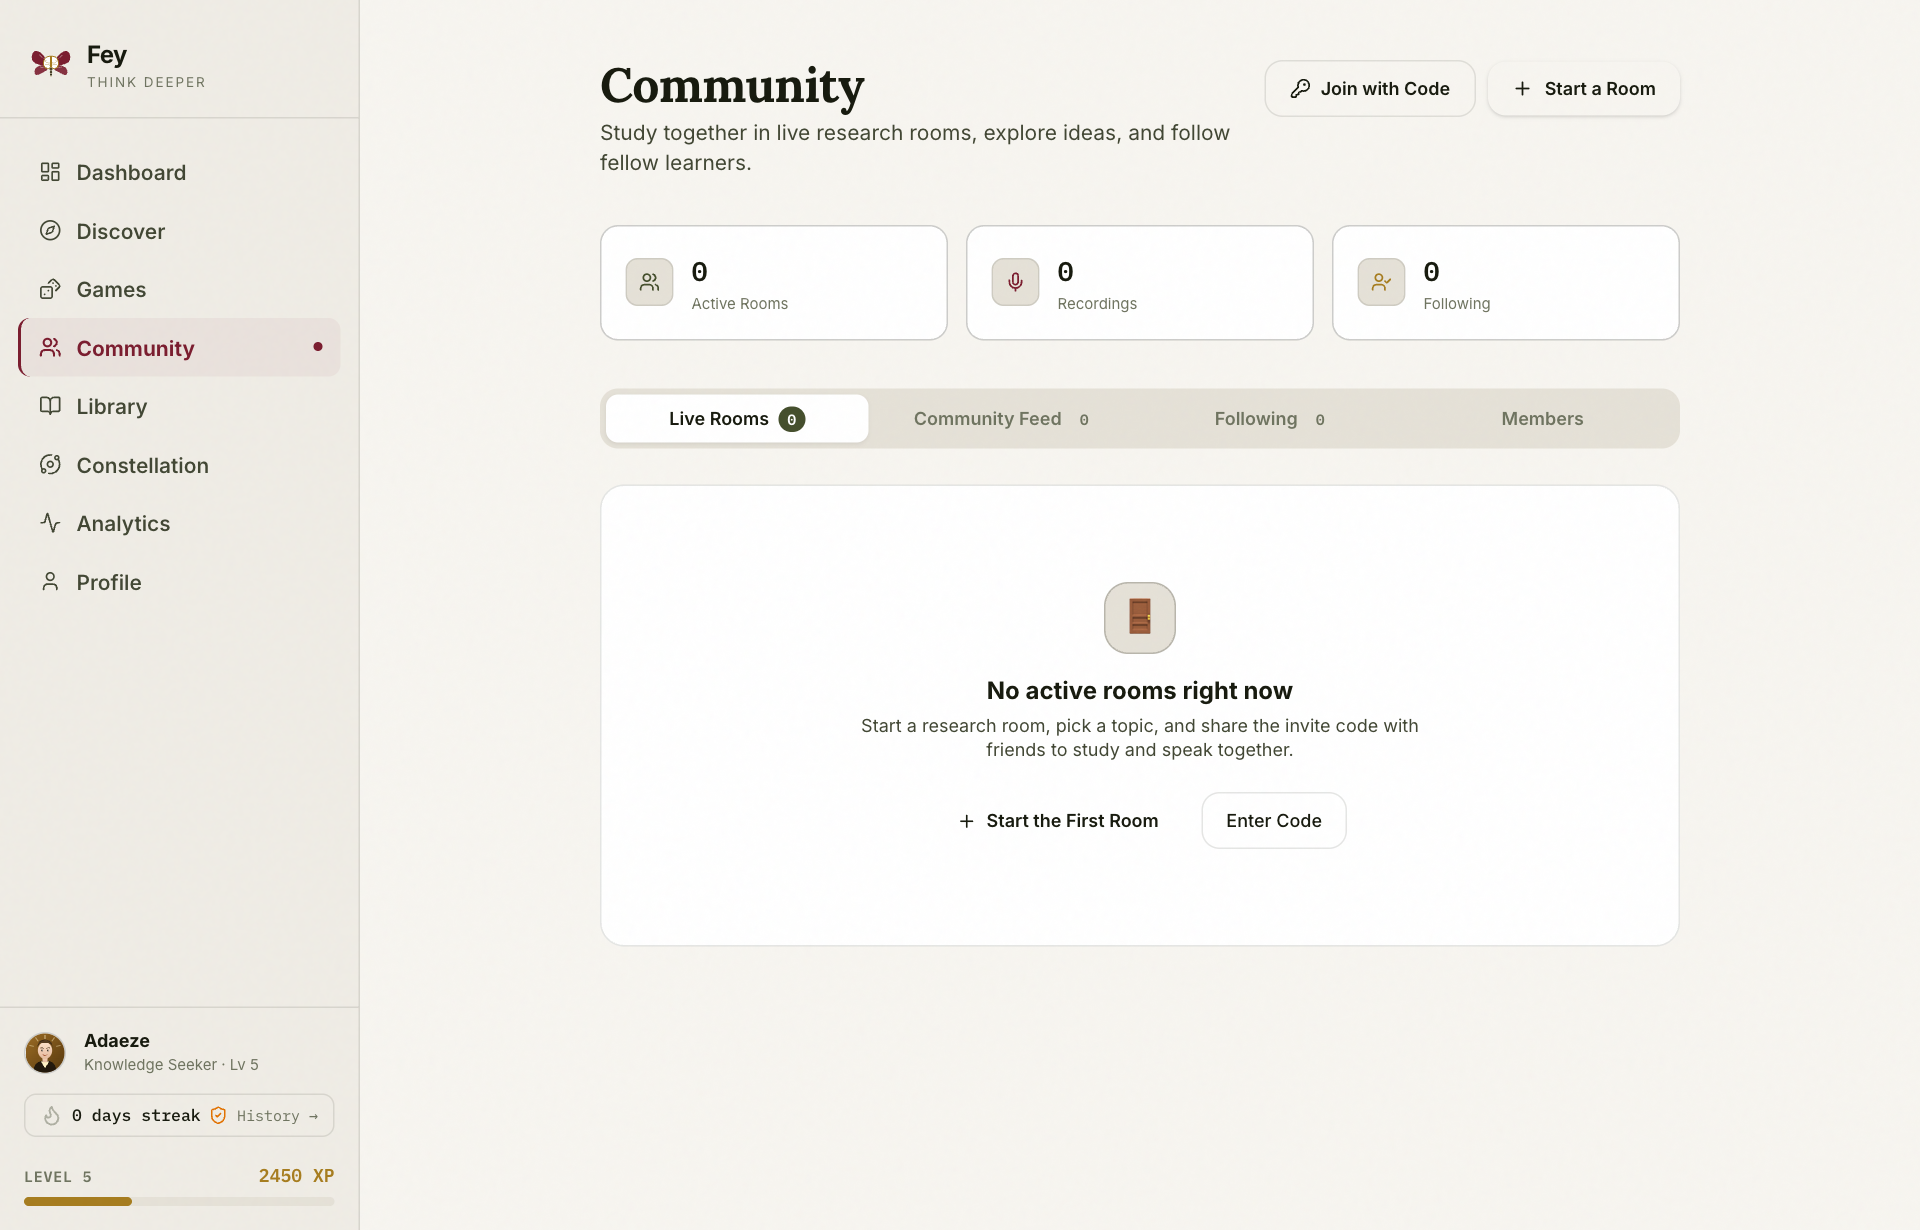 Fey
THINK DEEPER
Dashboard
Discover
Games
Community
Library
Constellation
Analytics
Profile
Adaeze
Knowledge Seeker · Lv 5
0 days streak History →
LEVEL 5 2450 XP
Community
Study together in live research rooms, explore ideas, and follow
fellow learners.
Join with Code
Start a Room
0
Active Rooms
0
Recordings
0
Following
Live Rooms 0 Community Feed 0 Following 0 Members
No active rooms right now
Start a research room, pick a topic, and share the invite code with
friends to study and speak together.
Start the First Room Enter Code